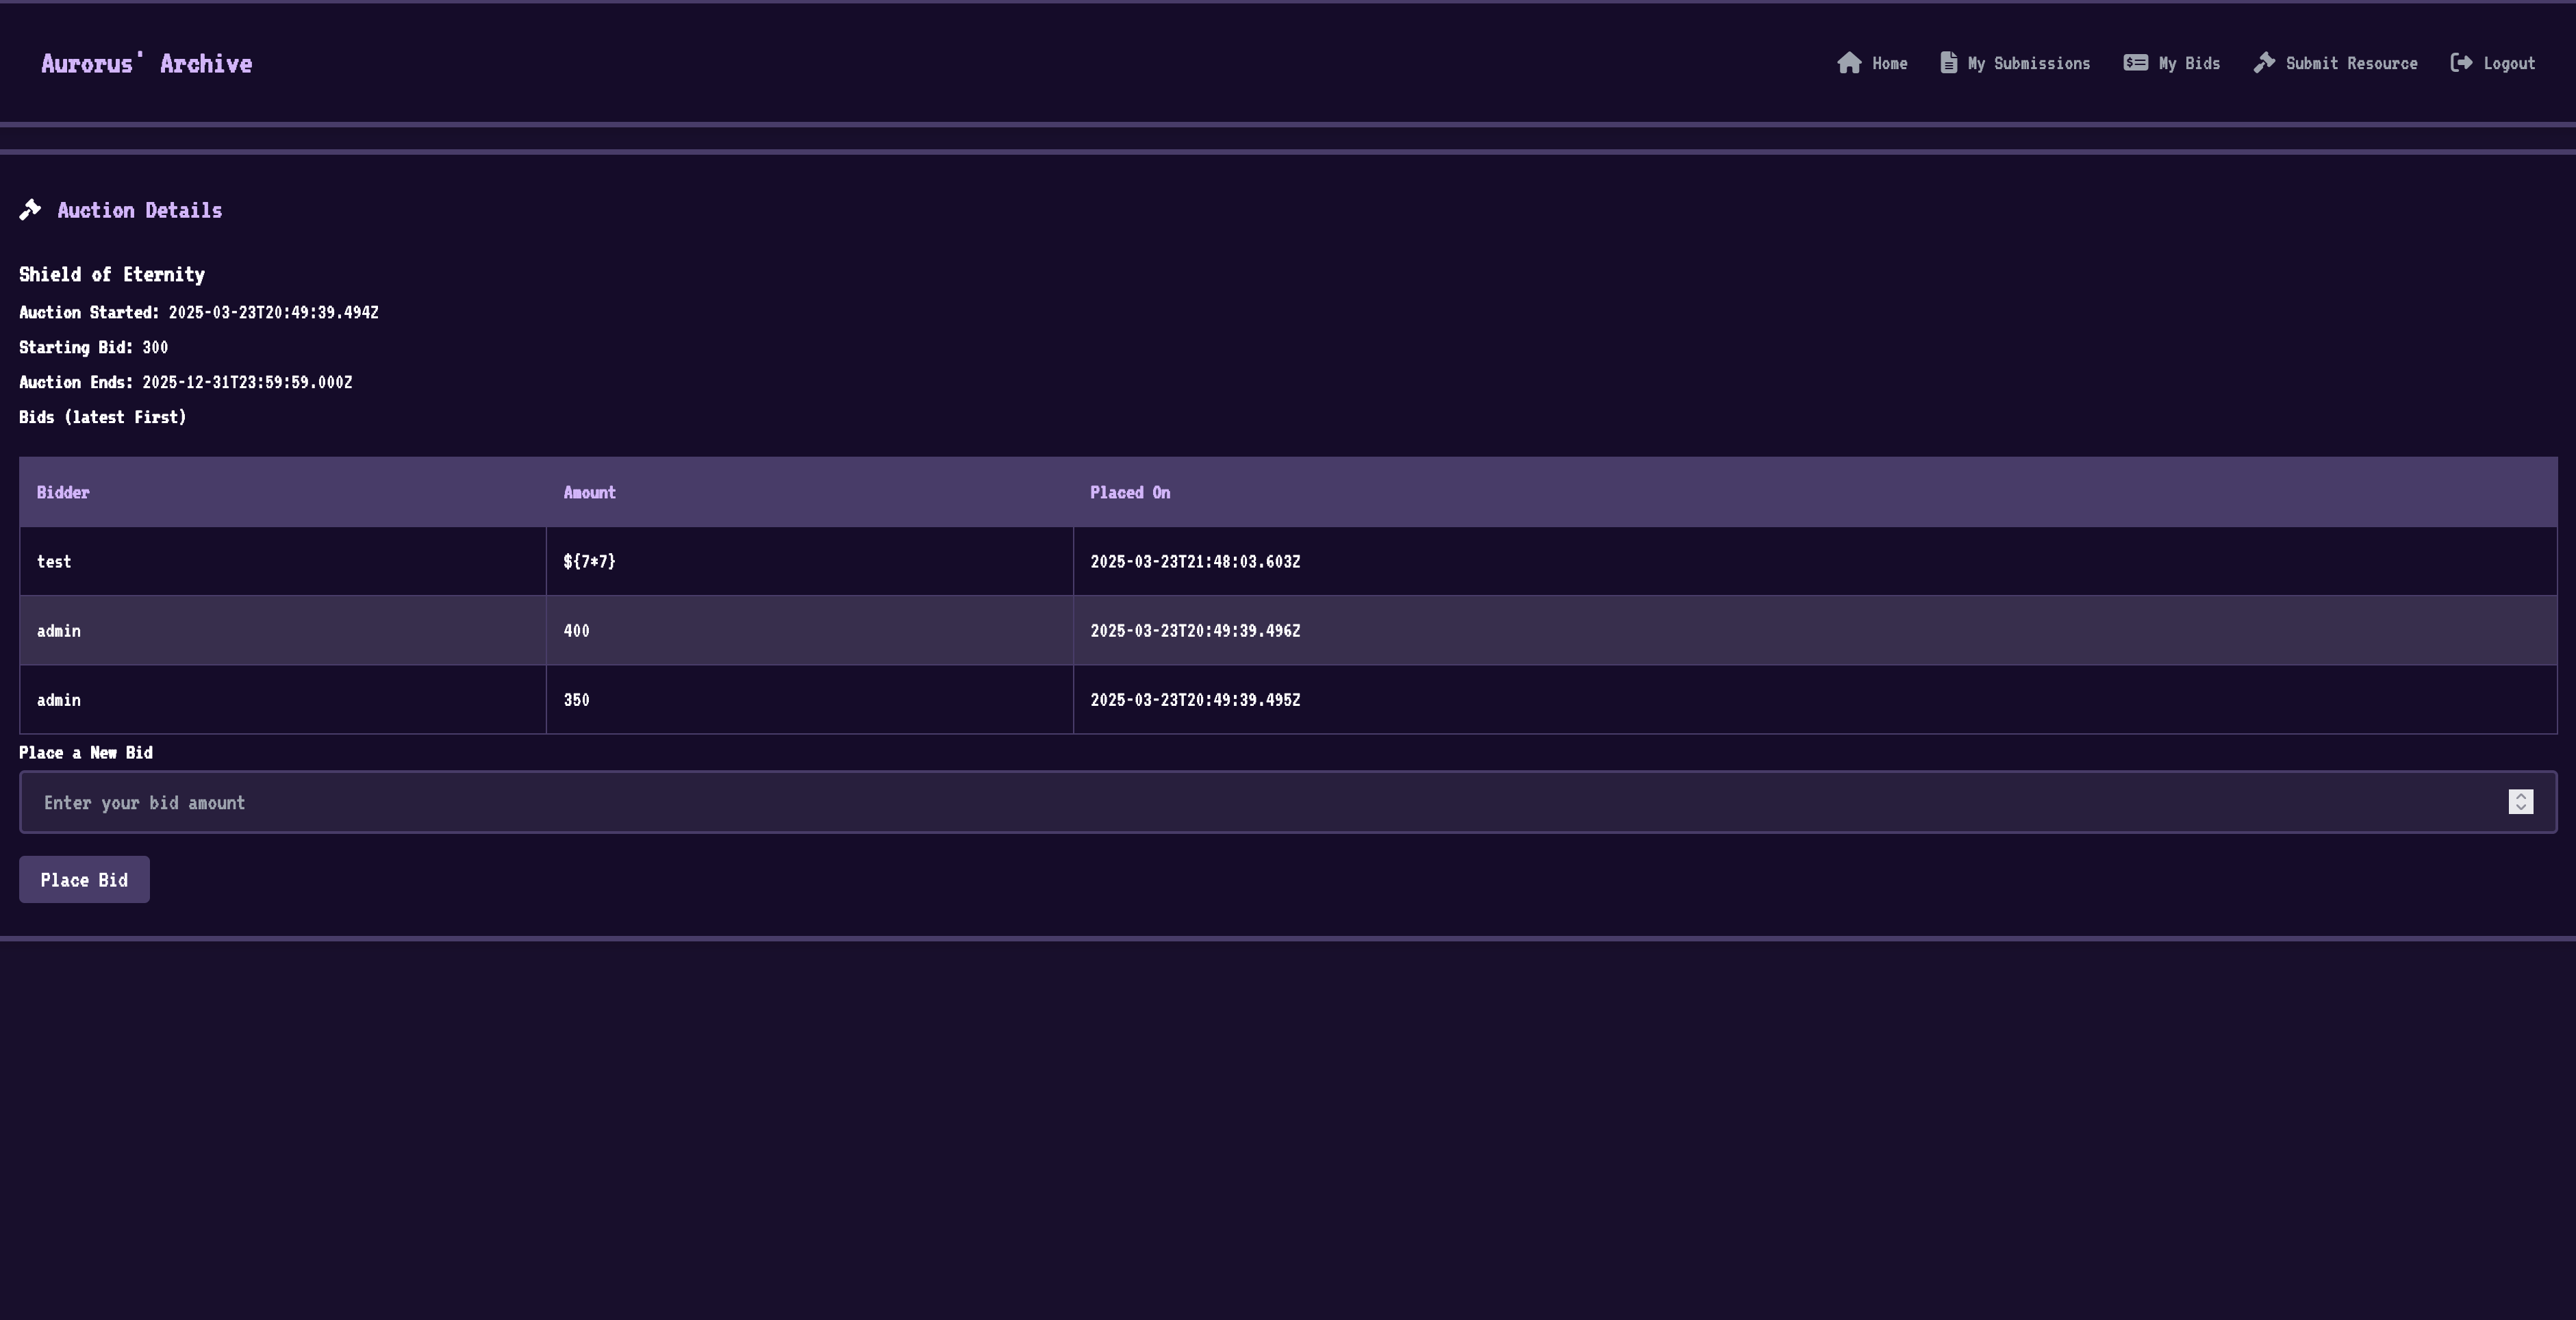 Aurorus' Archive
Home My Submissions My Bids Submit Resource Logout
Auction Details
Shield of Eternity
Auction Started: 2025-03-23T20:49:39.494Z
Starting Bid: 300
Auction Ends: 2025-12-31T23:59:59.000Z
Bids (latest First)
Bidder Amount Placed On
test ${7*7} 2025-03-23T21:48:03.603Z
admin 400 2025-03-23T20:49:39.496Z
admin 350 2025-03-23T20:49:39.495Z
Place a New Bid
Enter your bid amount
Place Bid